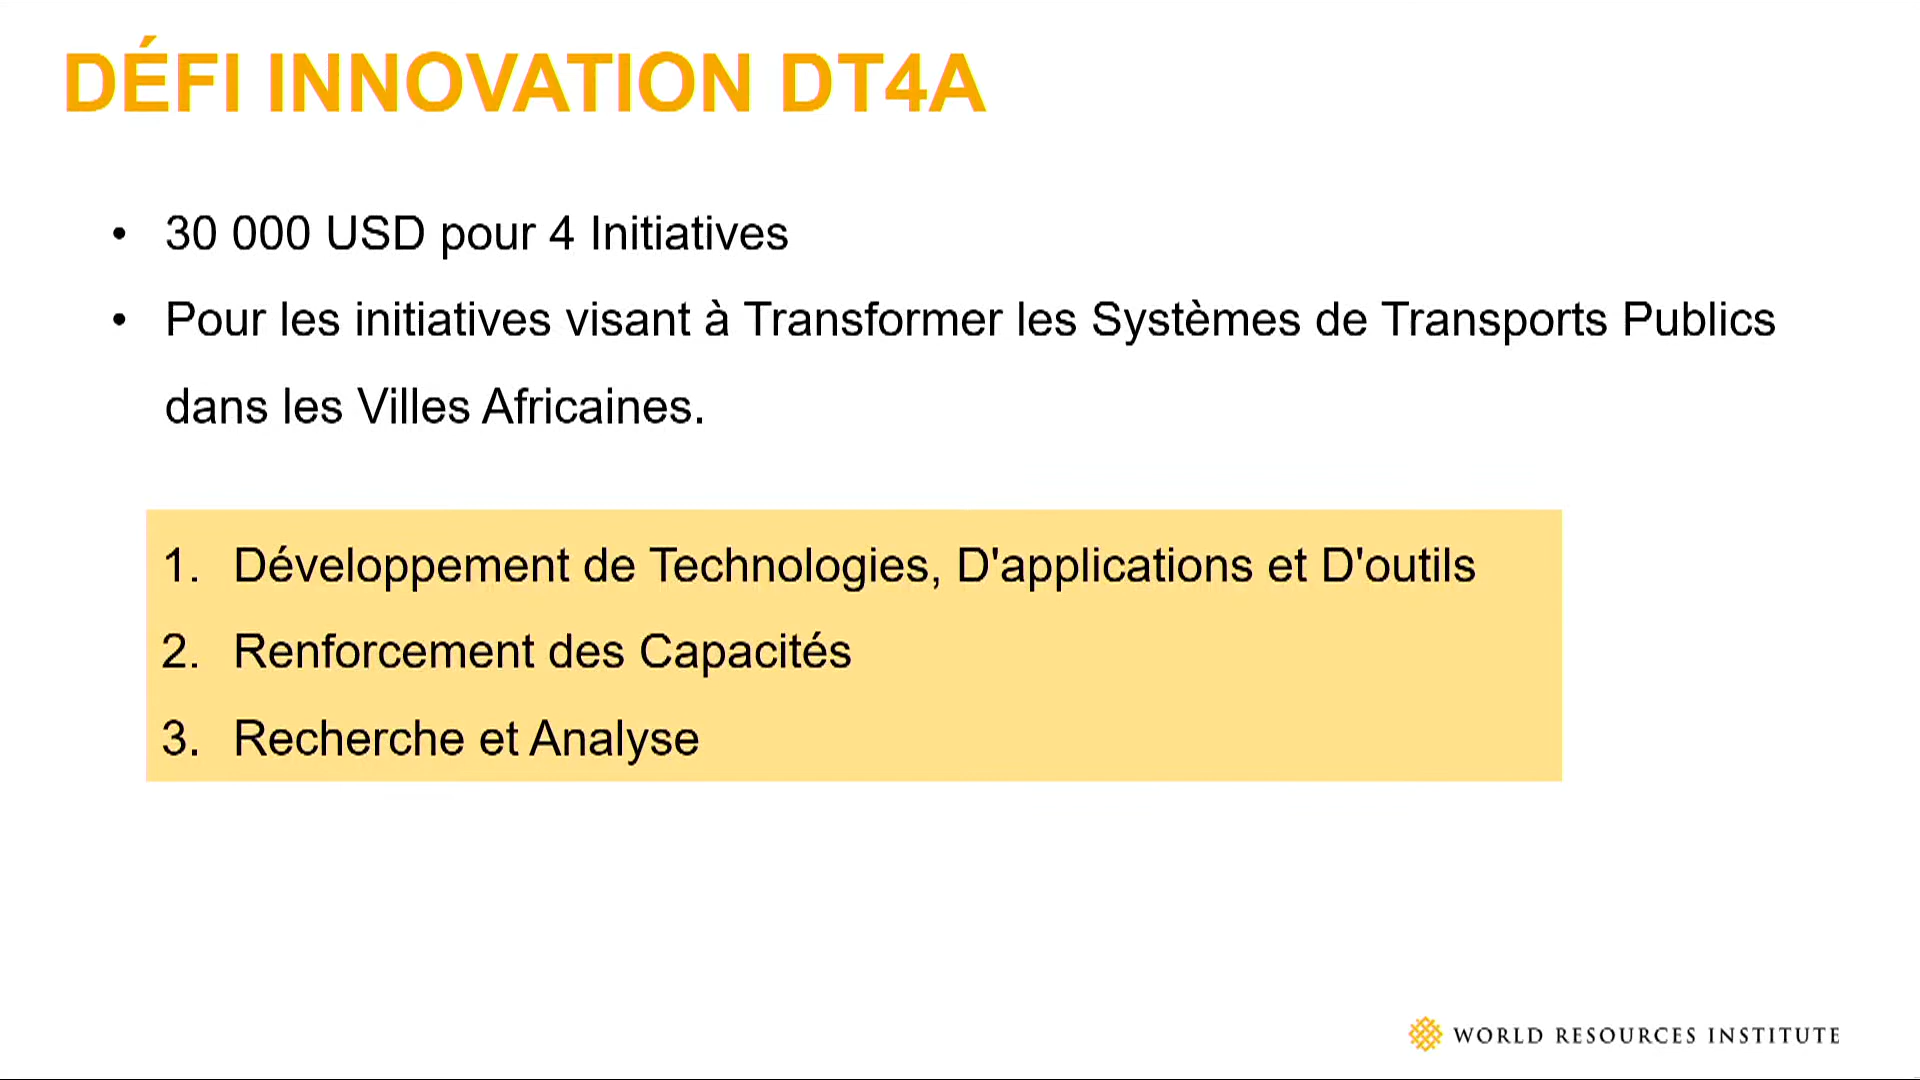 DÉFI INNOVATION DT4A
• 30 000 USD pour 4 Initiatives
• Pour les initiatives visant à Transformer les Systèmes de Transports Publics
dans les Villes Africaines.
1. Développement de Technologies, D'applications et D'outils
2. Renforcement des Capacités
3. Recherche et Analyse
WORLD RESOURCES INSTITUTE